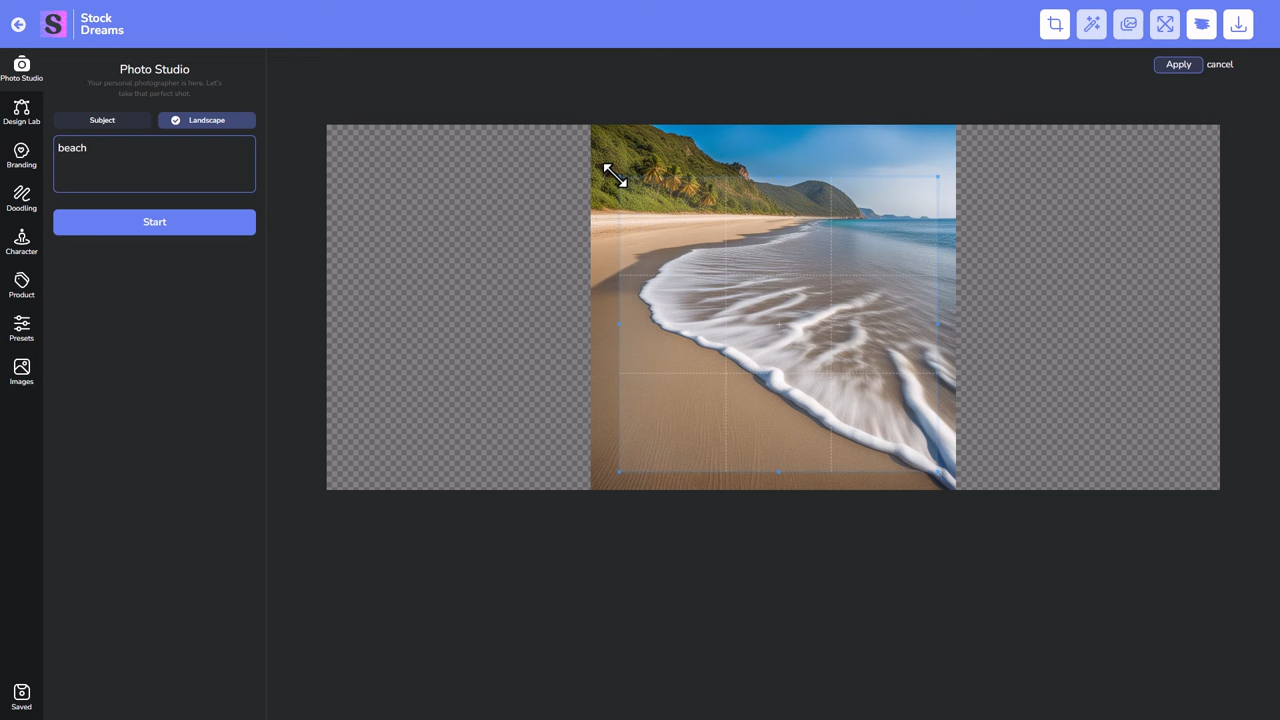 S Stock
Dreams
Apply cancel
Photo Studio
Photo Studio
Your personal photographer is here. Let's
take that perfect shot.
Subject Landscape
beach
Start
Design Lab
Branding
Doodling
Character
Product
Presets
Images
Saved